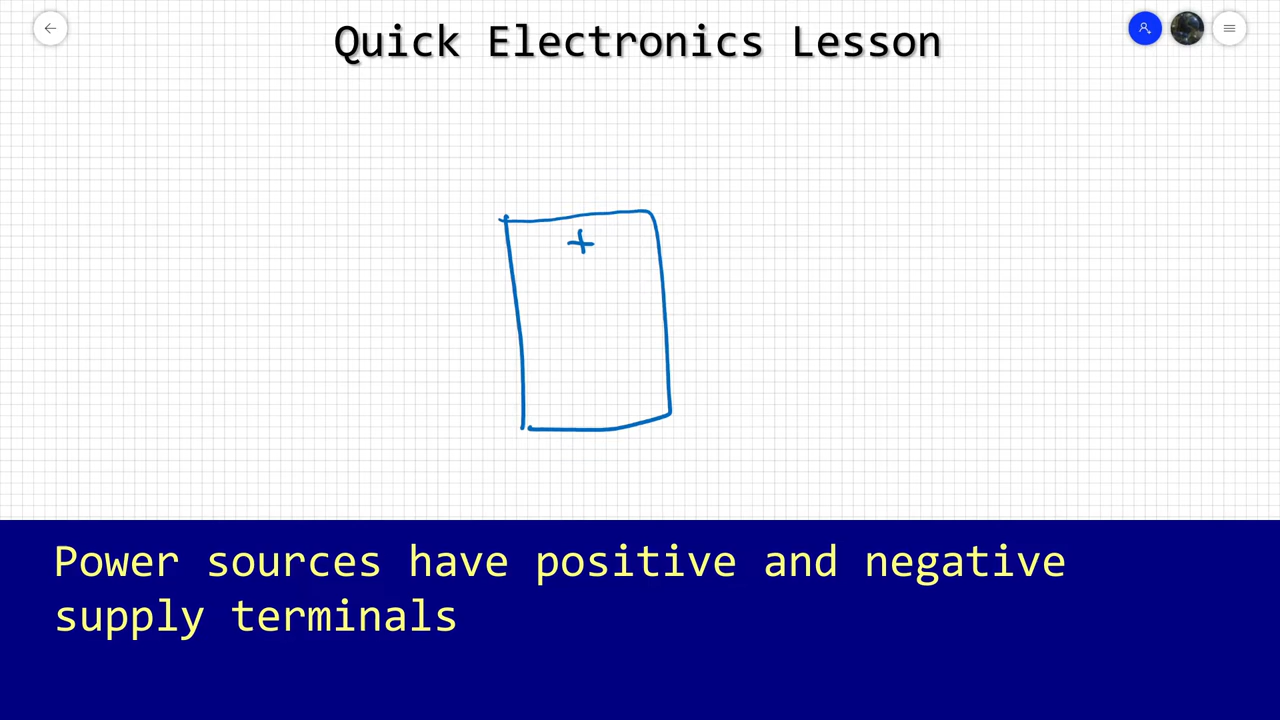 Quick Electronics Lesson
+
Power sources have positive and negative
supply terminals